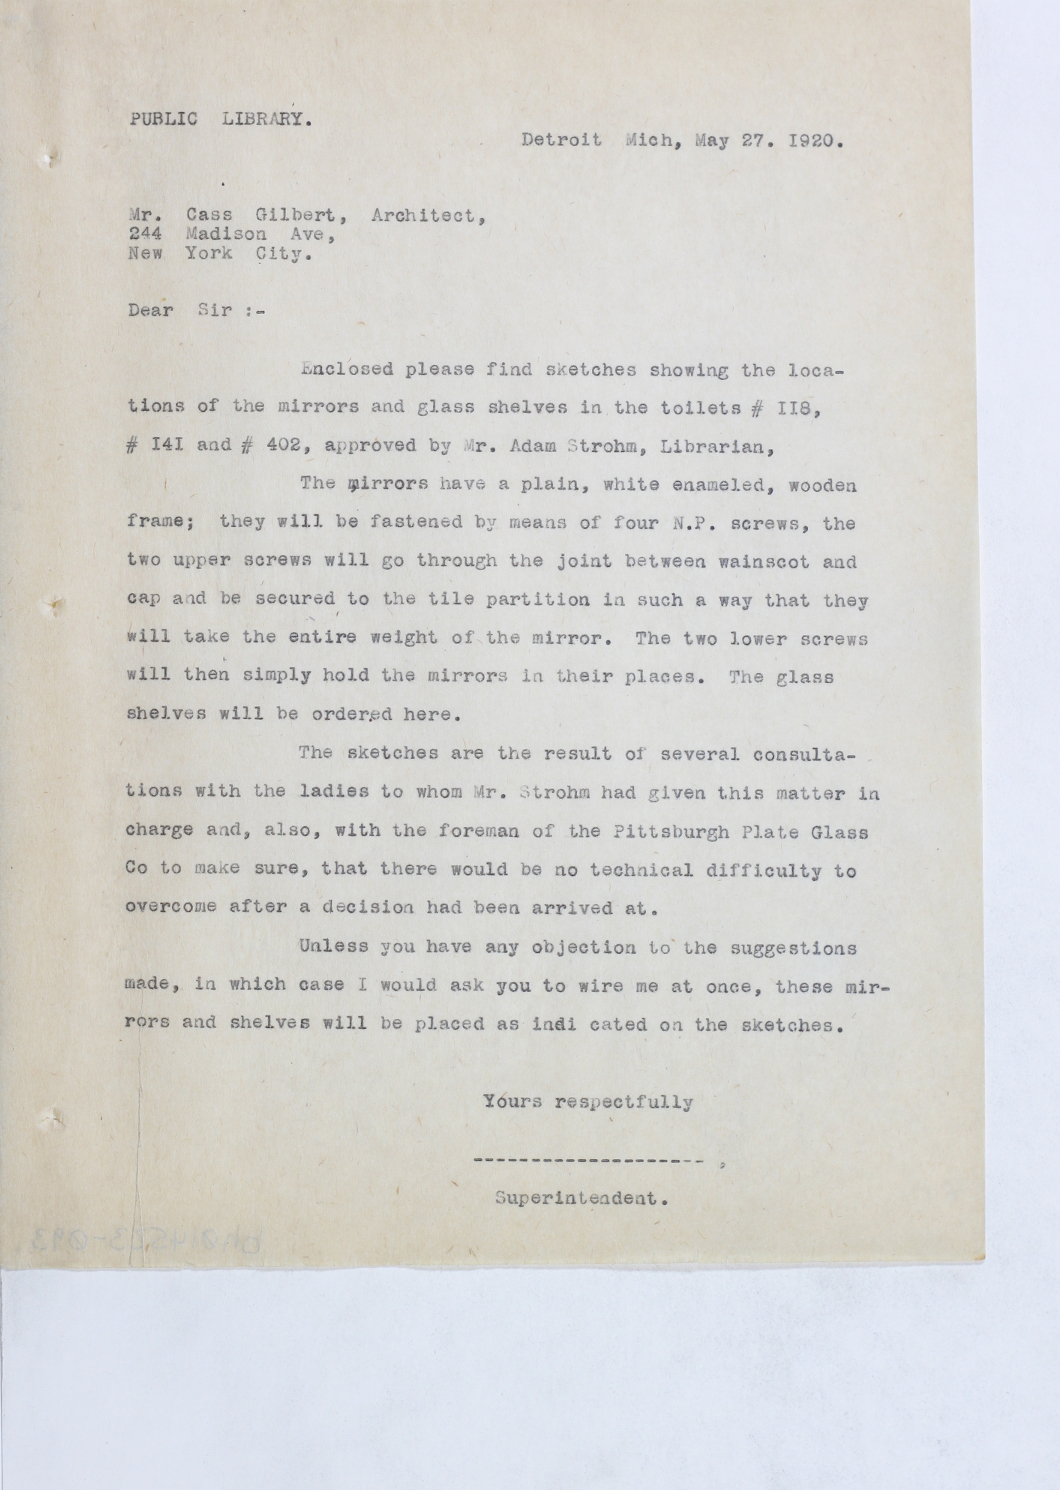 PUBLIC LIBRARY.
Detroit Mich, May 27. I920.
Mr. Cass Gilbert, Architect,
244 Madison Ave,
New York City.
Dear Sir :-
Enclosed please find sketches showing the loca-
tions of the mirrors and glass shelves in the toilets # II8,
# I4I and # 402, approved by Mr. Adam Strohm, Librarian,
The mirrors have a plain, white enameled, wooden
frame; they will be fastened by means of four N.P. screws, the
two upper screws will go through the joint between wainscot and
cap and be secured to the tile partition in such a way that they
will take the entire weight of the mirror. The two lower screws
will then simply hold the mirrors in their places. The glass
shelves will be ordered here.
The sketches are the result of several consulta-
tions with the ladies to whom Mr. Strohm had given this matter in
charge and, also, with the foreman of the Pittsburgh Plate Glass
Co to make sure, that there would be no technical difficulty to
overcome after a decision had been arrived at.
Unless you have any objection to the suggestions
made, in which case I would ask you to wire me at once, these mir-
rors and shelves will be placed as indi cated on the sketches.
Yours respectfully
-------------------- ,
Superintendent.